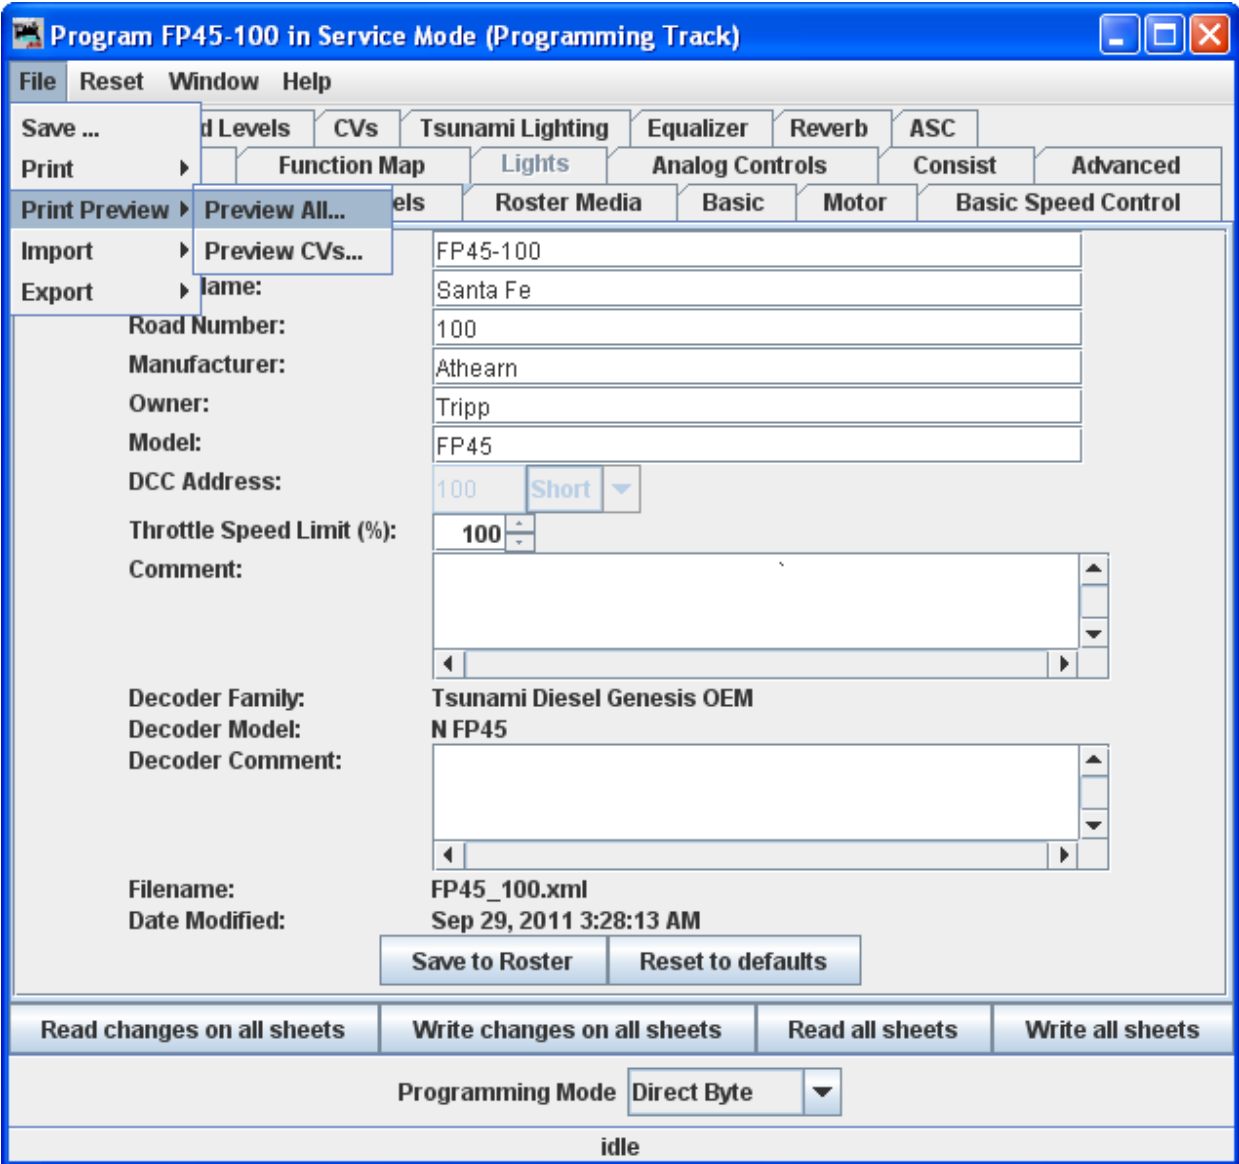 Program FP45-100 in Service Mode (Programming Track)
File Reset Window Help
Save ... d Levels CVs Tsunami Lighting Equalizer Reverb ASC
Print Function Map Lights Analog Controls Consist Advanced
Print Preview Preview All... els Roster Media Basic Motor Basic Speed Control
Import Preview CVs... FP45-100
Export lame: Santa Fe
Road Number: 100
Manufacturer: Athearn
Owner: Tripp
Model: FP45
DCC Address: 100 Short
Throttle Speed Limit (%): 100
Comment:
Decoder Family: Tsunami Diesel Genesis OEM
Decoder Model: N FP45
Decoder Comment:
Filename: FP45_100.xml
Date Modified: Sep 29, 2011 3:28:13 AM
Save to Roster Reset to defaults
Read changes on all sheets Write changes on all sheets Read all sheets Write all sheets
Programming Mode Direct Byte
idle